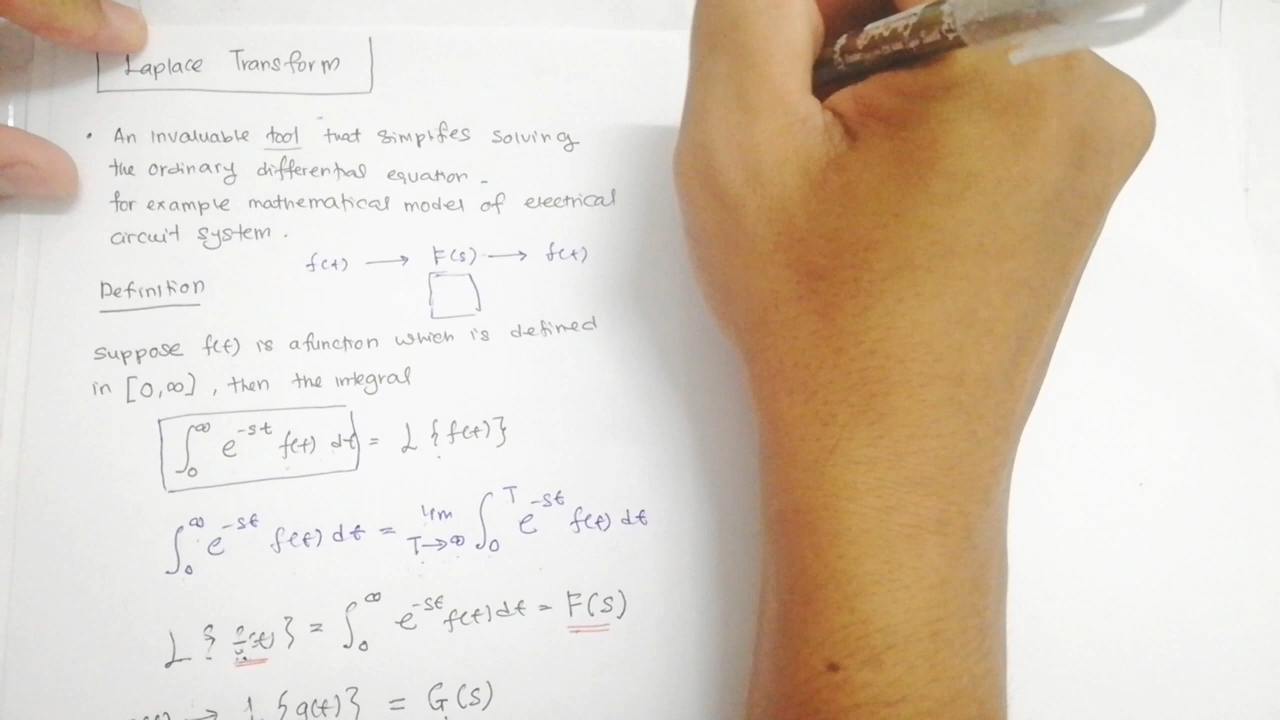 Laplace Transform
• An invaluable tool that simplifes solving
the ordinary differential equation.
for example mathematical model of electrical
circuit system.
f(t) → F(s) → f(t)
Definition
suppose f(t) is a function which is defined
in [0,∞], then the integral
∫₀^∞ e^-st f(t) dt = L {f(t)}
∫₀^∞ e^-st f(t) dt = lim T→∞ ∫₀^T e^-st f(t) dt
L {f(t)} = ∫₀^∞ e^-st f(t) dt = F(s)
→ L {g(t)} = G(s)